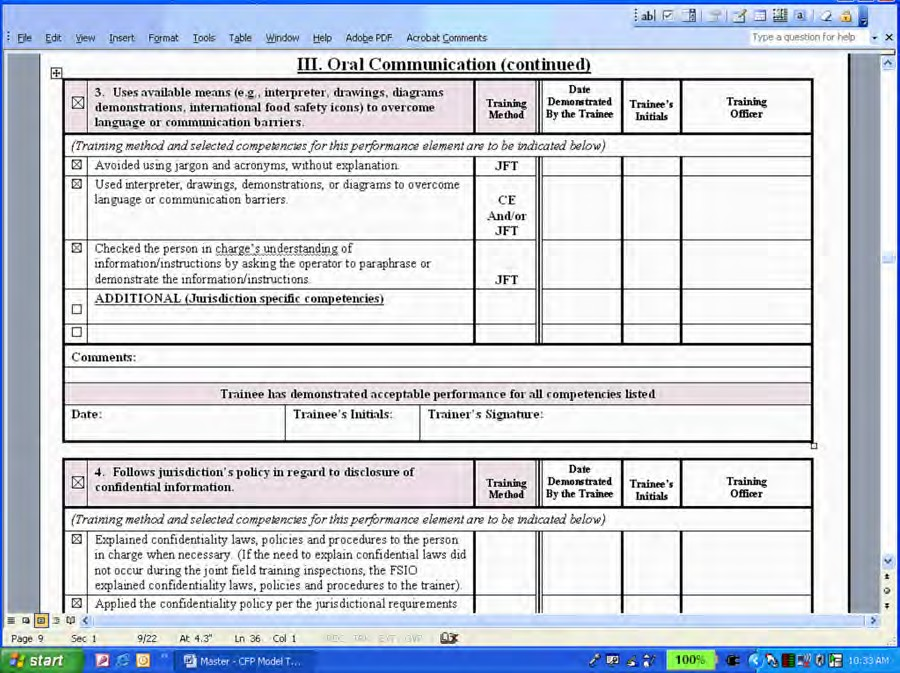 File Edit View Insert Format Tools Table Window Help Adobe PDF Acrobat Comments Type a question for help
III. Oral Communication (continued)
3. Uses available means (e.g., interpreter, drawings, diagrams
demonstrations, international food safety icons) to overcome
language or communication barriers.
Training
Method
Date
Demonstrated
By the Trainee
Trainee's
Initials
Training
Officer
(Training method and selected competencies for this performance element are to be indicated below)
Avoided using jargon and acronyms, without explanation. JFT
Used interpreter, drawings, demonstrations, or diagrams to overcome
language or communication barriers.
CE
And/or
JFT
Checked the person in charge's understanding of
information/instructions by asking the operator to paraphrase or
demonstrate the information/instructions. JFT
ADDITIONAL (Jurisdiction specific competencies)
Comments:
Trainee has demonstrated acceptable performance for all competencies listed
Date: Trainee's Initials: Trainer's Signature:
4. Follows jurisdiction's policy in regard to disclosure of
confidential information.
Training
Method
Date
Demonstrated
By the Trainee
Trainee's
Initials
Training
Officer
(Training method and selected competencies for this performance element are to be indicated below)
Explained confidentiality laws, policies and procedures to the person
in charge when necessary. (If the need to explain confidential laws did
not occur during the joint field training inspections, the FSIO
explained confidentiality laws, policies and procedures to the trainer)
Applied the confidentiality policy per the jurisdictional requirements
Page 9 Sec 1 9/22 At 4.3" Ln 36 Col 1 REC TRK EXT OVR
start Master - CFP Model T... 100% 10:33 AM